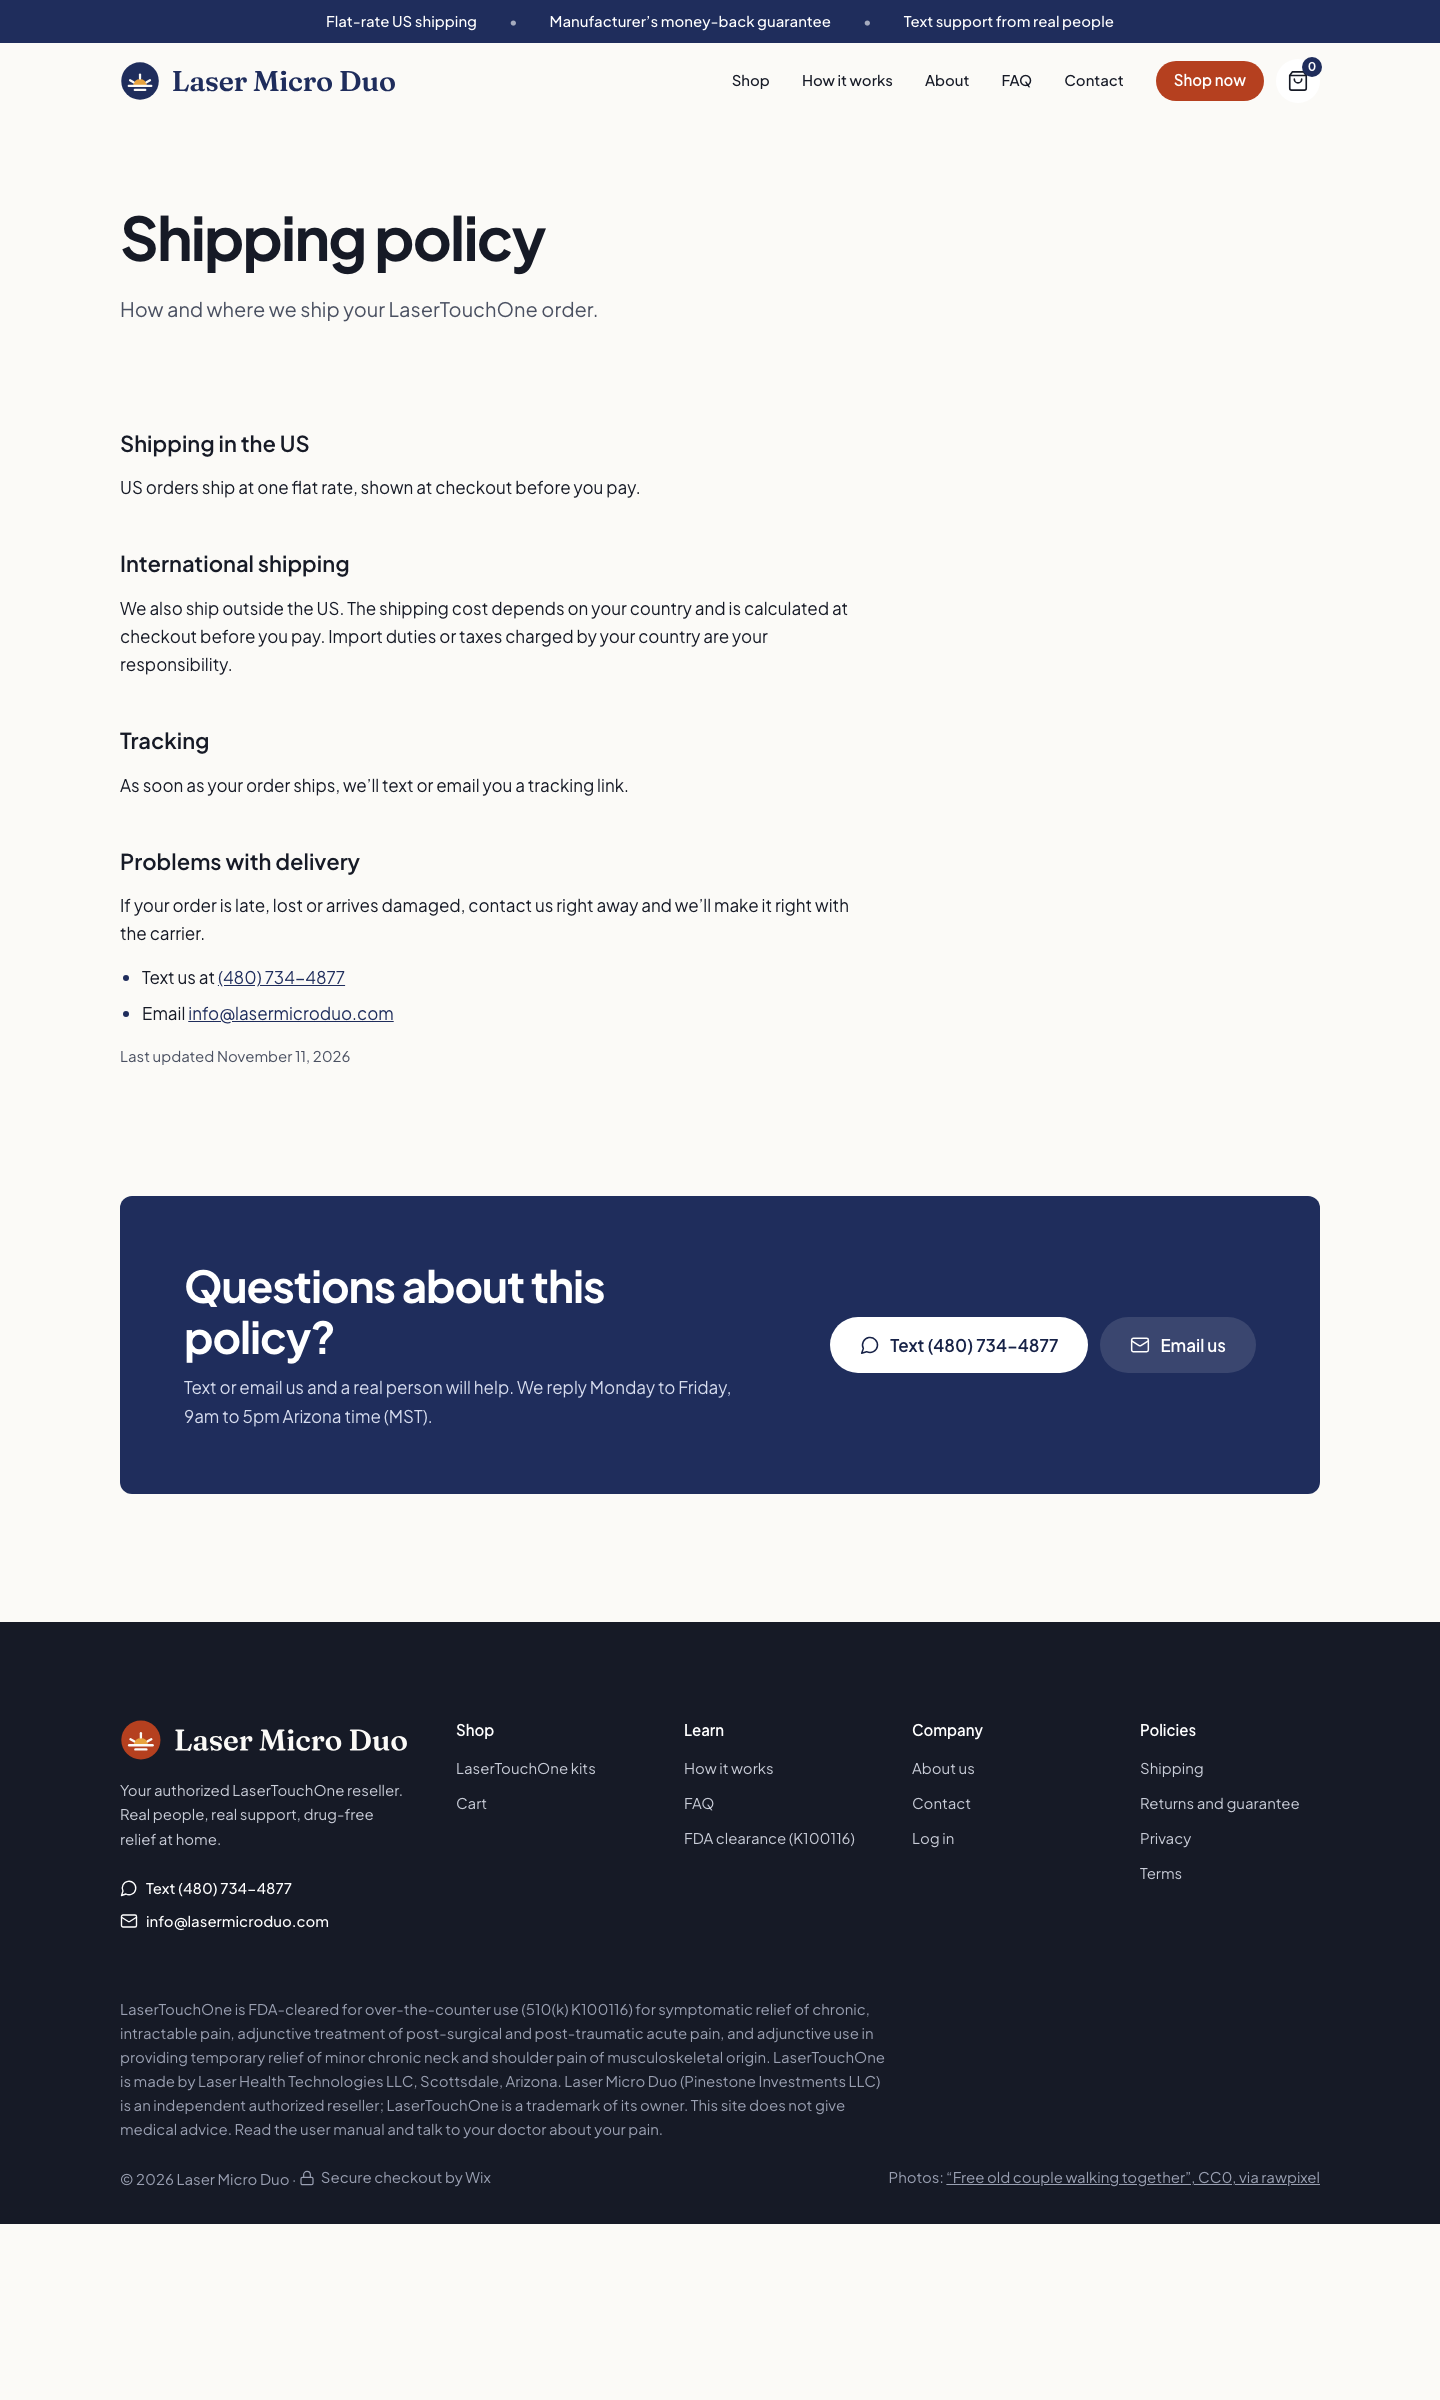 Flat-rate US shipping • Manufacturer’s money-back guarantee • Text support from real people
Laser Micro Duo
Shop How it works About FAQ Contact Shop now 0
Shipping policy
How and where we ship your LaserTouchOne order.
Shipping in the US
US orders ship at one flat rate, shown at checkout before you pay.
International shipping
We also ship outside the US. The shipping cost depends on your country and is calculated at
checkout before you pay. Import duties or taxes charged by your country are your
responsibility.
Tracking
As soon as your order ships, we’ll text or email you a tracking link.
Problems with delivery
If your order is late, lost or arrives damaged, contact us right away and we’ll make it right with
the carrier.
• Text us at (480) 734-4877
• Email info@lasermicroduo.com
Last updated November 11, 2026
Questions about this
policy?
Text or email us and a real person will help. We reply Monday to Friday,
9am to 5pm Arizona time (MST).
Text (480) 734-4877
Email us
Laser Micro Duo
Your authorized LaserTouchOne reseller.
Real people, real support, drug-free
relief at home.
Text (480) 734-4877
info@lasermicroduo.com
Shop
LaserTouchOne kits
Cart
Learn
How it works
FAQ
FDA clearance (K100116)
Company
About us
Contact
Log in
Policies
Shipping
Returns and guarantee
Privacy
Terms
LaserTouchOne is FDA-cleared for over-the-counter use (510(k) K100116) for symptomatic relief of chronic,
intractable pain, adjunctive treatment of post-surgical and post-traumatic acute pain, and adjunctive use in
providing temporary relief of minor chronic neck and shoulder pain of musculoskeletal origin. LaserTouchOne
is made by Laser Health Technologies LLC, Scottsdale, Arizona. Laser Micro Duo (Pinestone Investments LLC)
is an independent authorized reseller; LaserTouchOne is a trademark of its owner. This site does not give
medical advice. Read the user manual and talk to your doctor about your pain.
© 2026 Laser Micro Duo · Secure checkout by Wix
Photos: “Free old couple walking together”, CC0, via rawpixel